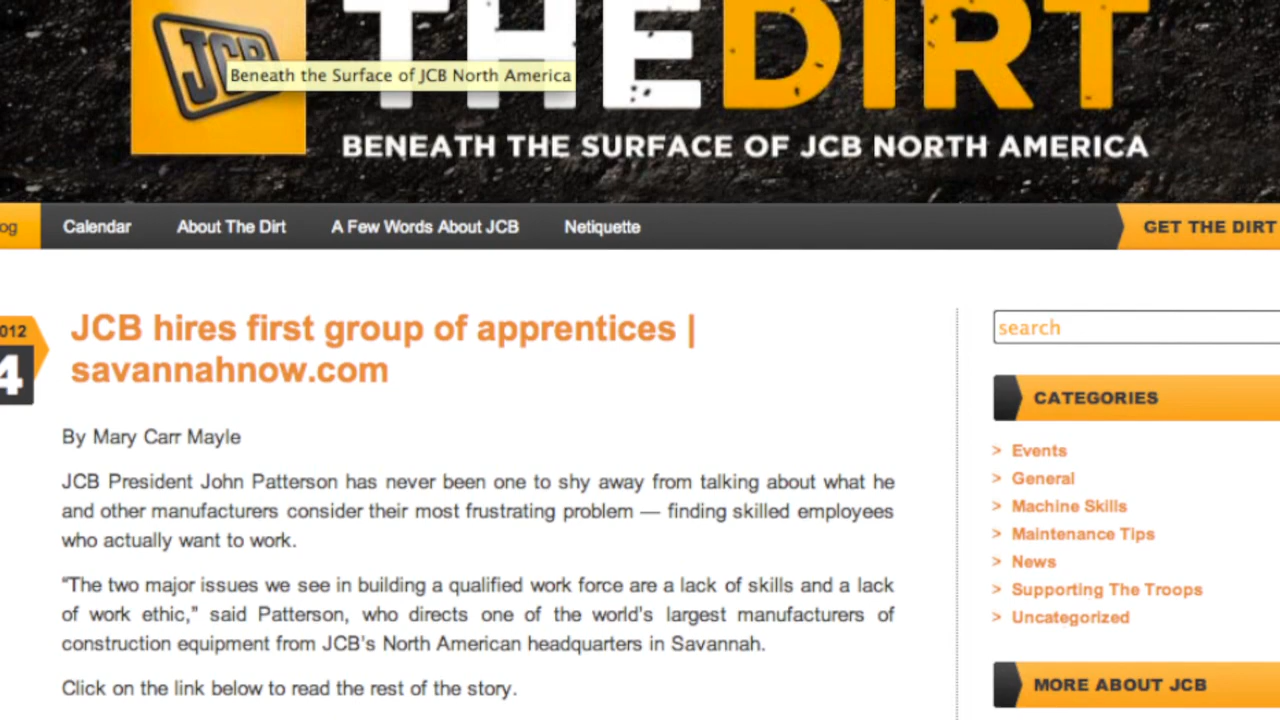 THE DIRT
JCB
Beneath the Surface of JCB North America
BENEATH THE SURFACE OF JCB NORTH AMERICA
Calendar About The Dirt A Few Words About JCB Netiquette GET THE DIRT
JCB hires first group of apprentices |
savannahnow.com
search
CATEGORIES
By Mary Carr Mayle
JCB President John Patterson has never been one to shy away from talking about what he
and other manufacturers consider their most frustrating problem — finding skilled employees
who actually want to work.
“The two major issues we see in building a qualified work force are a lack of skills and a lack
of work ethic,” said Patterson, who directs one of the world's largest manufacturers of
construction equipment from JCB's North American headquarters in Savannah.
Click on the link below to read the rest of the story.
> Events
> General
> Machine Skills
> Maintenance Tips
> News
> Supporting The Troops
> Uncategorized
MORE ABOUT JCB